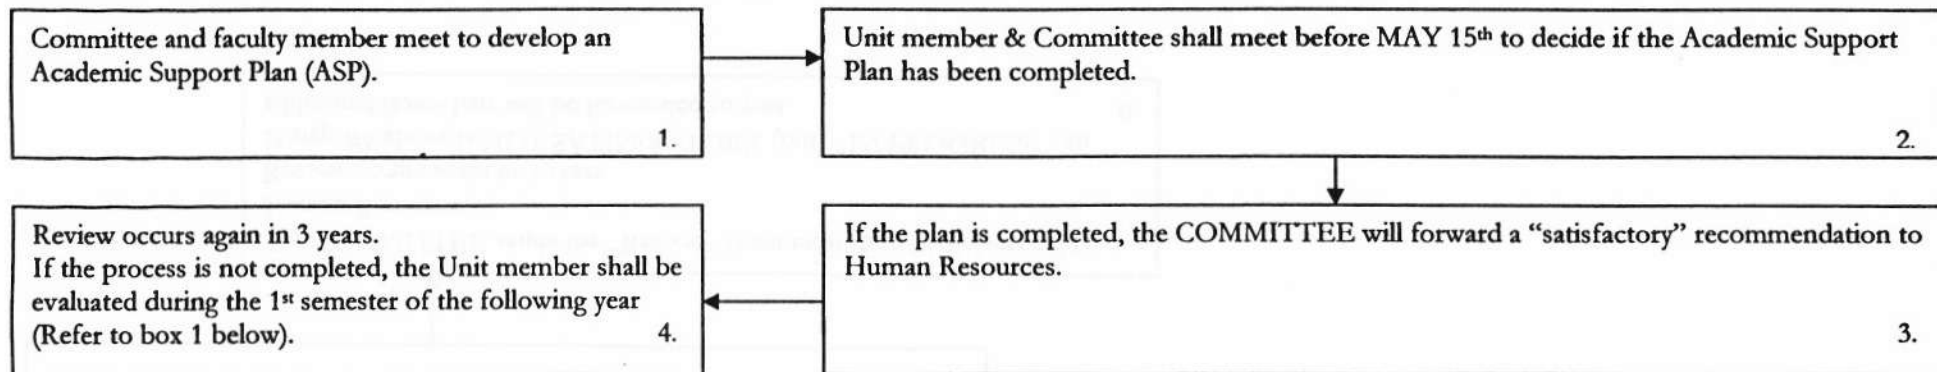 Committee and faculty member meet to develop an
Academic Support Plan (ASP).
1.
Unit member & Committee shall meet before MAY 15th to decide if the Academic Support
Plan has been completed.
2.
If the plan is completed, the COMMITTEE will forward a “satisfactory” recommendation to
Human Resources.
3.
Review occurs again in 3 years.
If the process is not completed, the Unit member shall be
evaluated during the 1st semester of the following year
(Refer to box 1 below).
4.